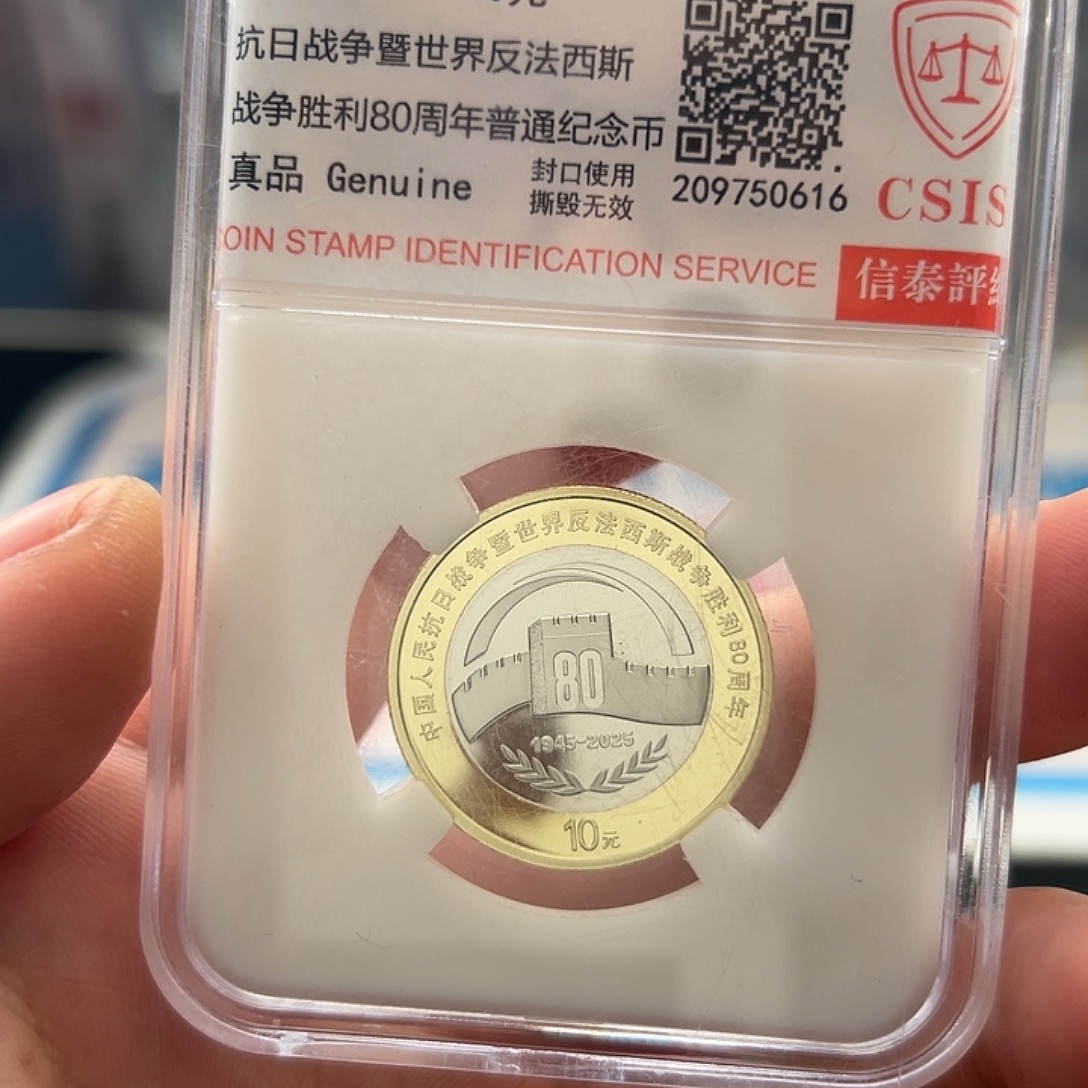 元
抗日战争暨世界反法西斯
战争胜利80周年普通纪念币
真品 Genuine
封口使用
撕毁无效
209750616
CSIS
OIN STAMP IDENTIFICATION SERVICE
信泰評
中国人民抗日战争暨世界反法西斯战争胜利80周年
80
1945-2025
10元